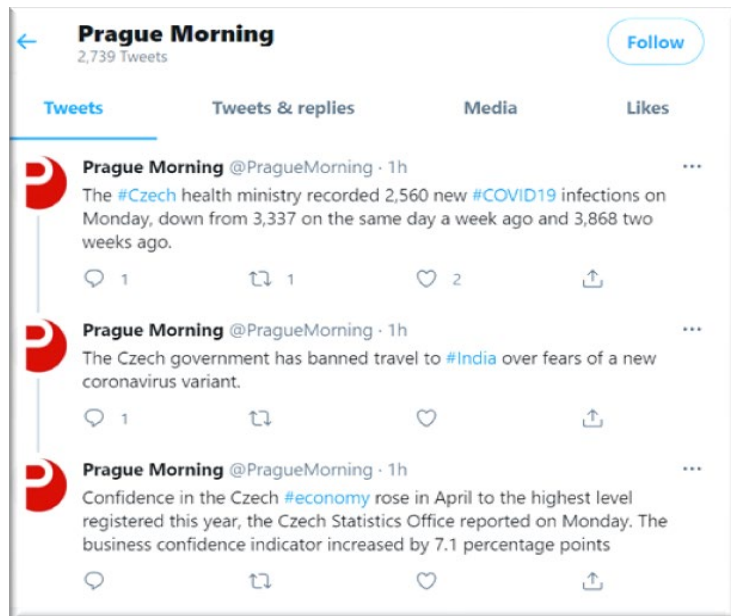 Prague Morning
2,739 Tweets
Follow
Tweets
Tweets & replies
Media
Likes
Prague Morning @PragueMorning · 1h
The #Czech health ministry recorded 2,560 new #COVID19 infections on
Monday, down from 3,337 on the same day a week ago and 3,868 two
weeks ago.
1
1
2
Prague Morning @PragueMorning · 1h
The Czech government has banned travel to #India over fears of a new
coronavirus variant.
1
Prague Morning @PragueMorning · 1h
Confidence in the Czech #economy rose in April to the highest level
registered this year, the Czech Statistics Office reported on Monday. The
business confidence indicator increased by 7.1 percentage points